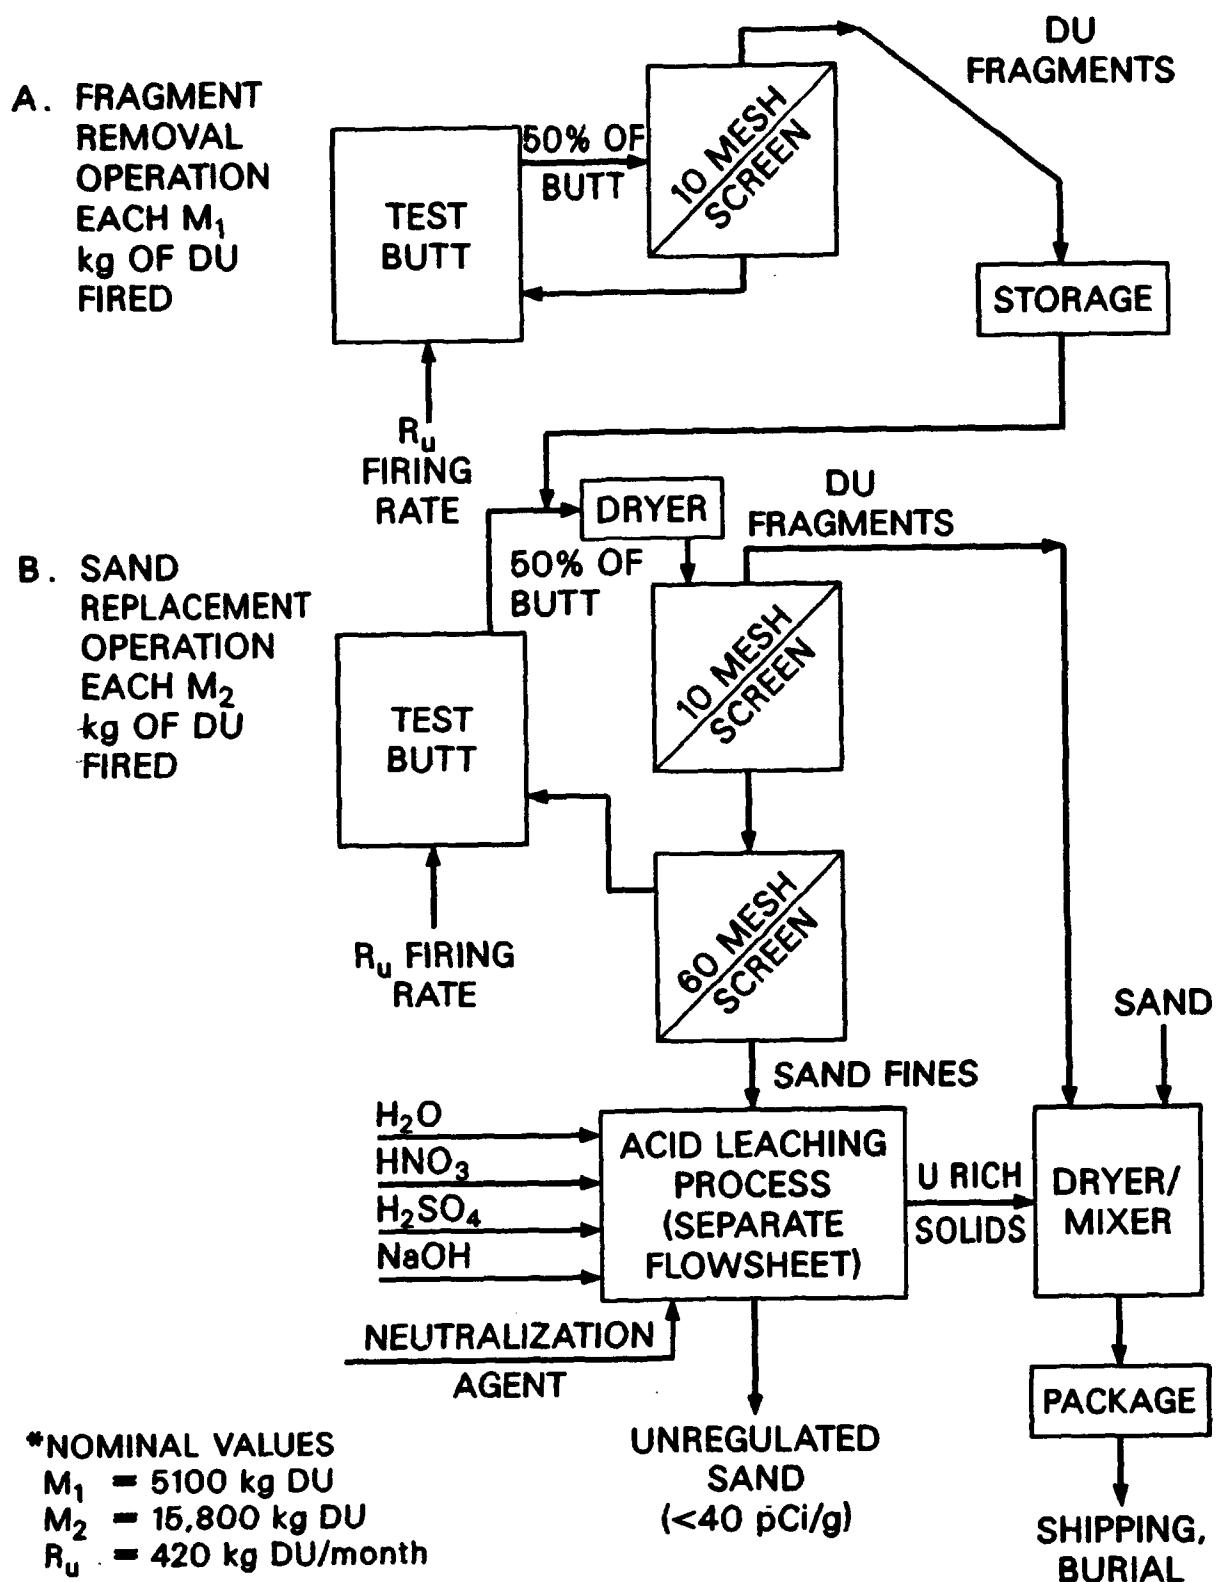 A. FRAGMENT
REMOVAL
OPERATION
EACH M₁
kg OF DU
FIRED
TEST
BUTT
50% OF
BUTT
10 MESH
SCREEN
DU
FRAGMENTS
STORAGE
Rᵤ
FIRING
RATE
B. SAND
REPLACEMENT
OPERATION
EACH M₂
kg OF DU
FIRED
50% OF
BUTT
DRYER
DU
FRAGMENTS
TEST
BUTT
10 MESH
SCREEN
60 MESH
SCREEN
Rᵤ FIRING
RATE
SAND FINES
SAND
H₂O
HNO₃
H₂SO₄
NaOH
NEUTRALIZATION
AGENT
ACID LEACHING
PROCESS
(SEPARATE
FLOWSHEET)
U RICH
SOLIDS
DRYER/
MIXER
PACKAGE
UNREGULATED
SAND
(<40 pCi/g)
SHIPPING,
BURIAL
*NOMINAL VALUES
M₁ = 5100 kg DU
M₂ = 15,800 kg DU
Rᵤ = 420 kg DU/month